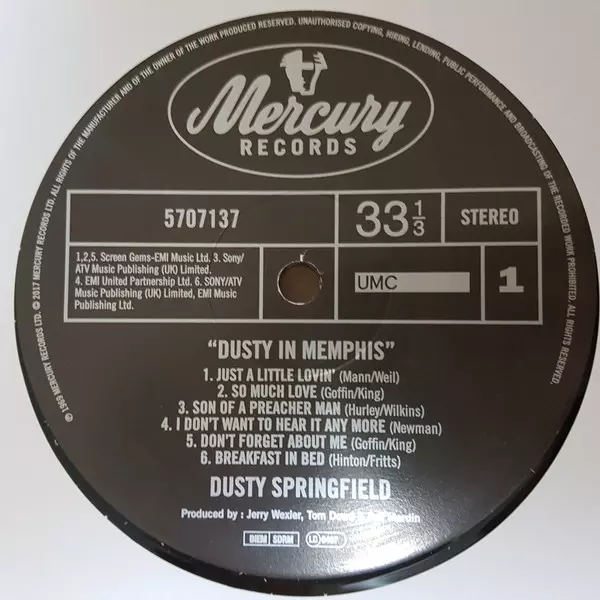 ℗ 1969 MERCURY RECORDS LTD. © 2017 MERCURY RECORDS LTD. ALL RIGHTS OF THE MANUFACTURER AND OF THE OWNER OF THE WORK PRODUCED RESERVED. UNAUTHORISED COPYING, HIRING, LENDING, PUBLIC PERFORMANCE AND BROADCASTING OF THE RECORDED WORK PROHIBITED. ALL RIGHTS RESERVED.
Mercury
RECORDS
5707137
33 1/3
STEREO
1,2,5. Screen Gems-EMI Music Ltd. 3. Sony/
ATV Music Publishing (UK) Limited.
4. EMI United Partnership Ltd. 6. SONY/ATV
Music Publishing (UK) Limited, EMI Music
Publishing Ltd.
UMC
1
"DUSTY IN MEMPHIS"
1. JUST A LITTLE LOVIN' (Mann/Weil)
2. SO MUCH LOVE (Goffin/King)
3. SON OF A PREACHER MAN (Hurley/Wilkins)
4. I DON'T WANT TO HEAR IT ANY MORE (Newman)
5. DON'T FORGET ABOUT ME (Goffin/King)
6. BREAKFAST IN BED (Hinton/Fritts)
DUSTY SPRINGFIELD
Produced by : Jerry Wexler, Tom
BIEM SDRM LC